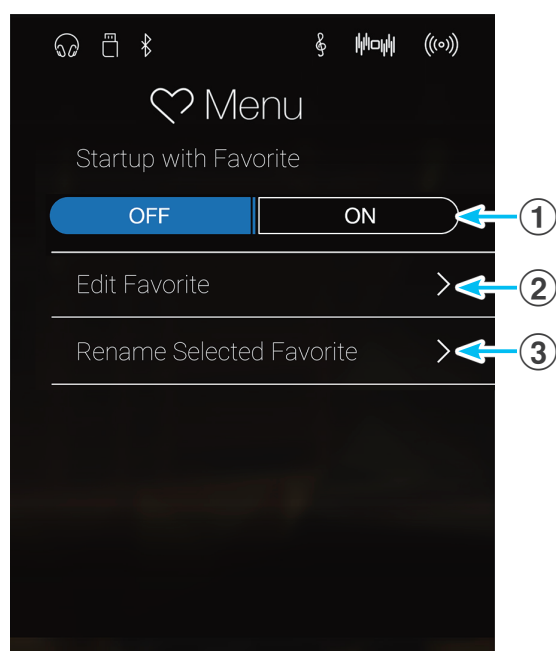 Menu
Startup with Favorite
OFF ON 1
Edit Favorite 2
Rename Selected Favorite 3